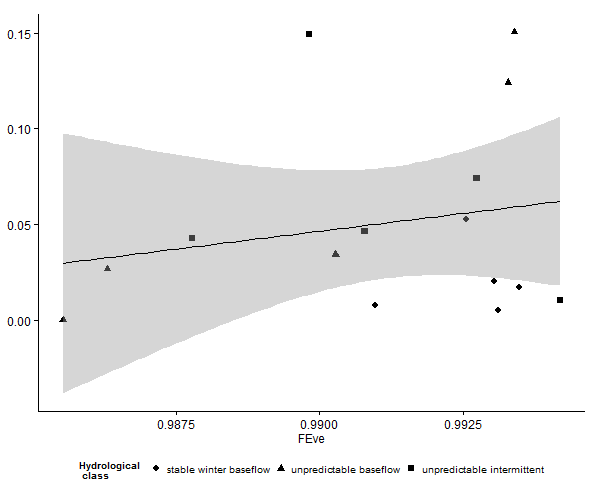 0.15
0.10
0.05
0.00
0.9875 0.9900 0.9925
FEve
Hydrological
class
stable winter baseflow unpredictable baseflow unpredictable intermittent